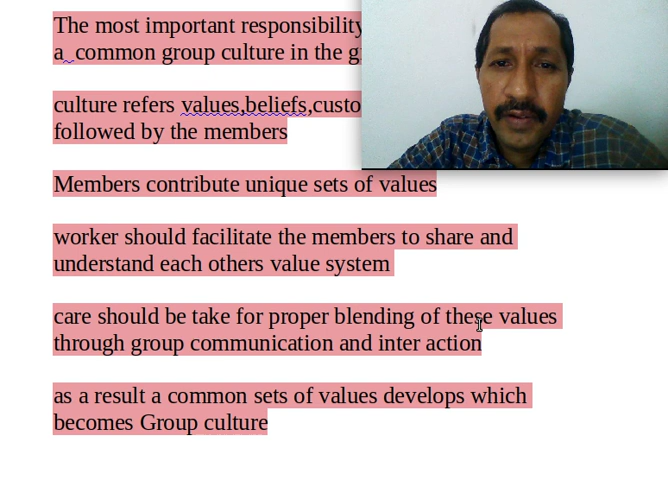 The most important responsibility
a common group culture in the
culture refers values,beliefs,custo
followed by the members
Members contribute unique sets of values
worker should facilitate the members to share and
understand each others value system
care should be take for proper blending of these values
through group communication and inter action
as a result a common sets of values develops which
becomes Group culture